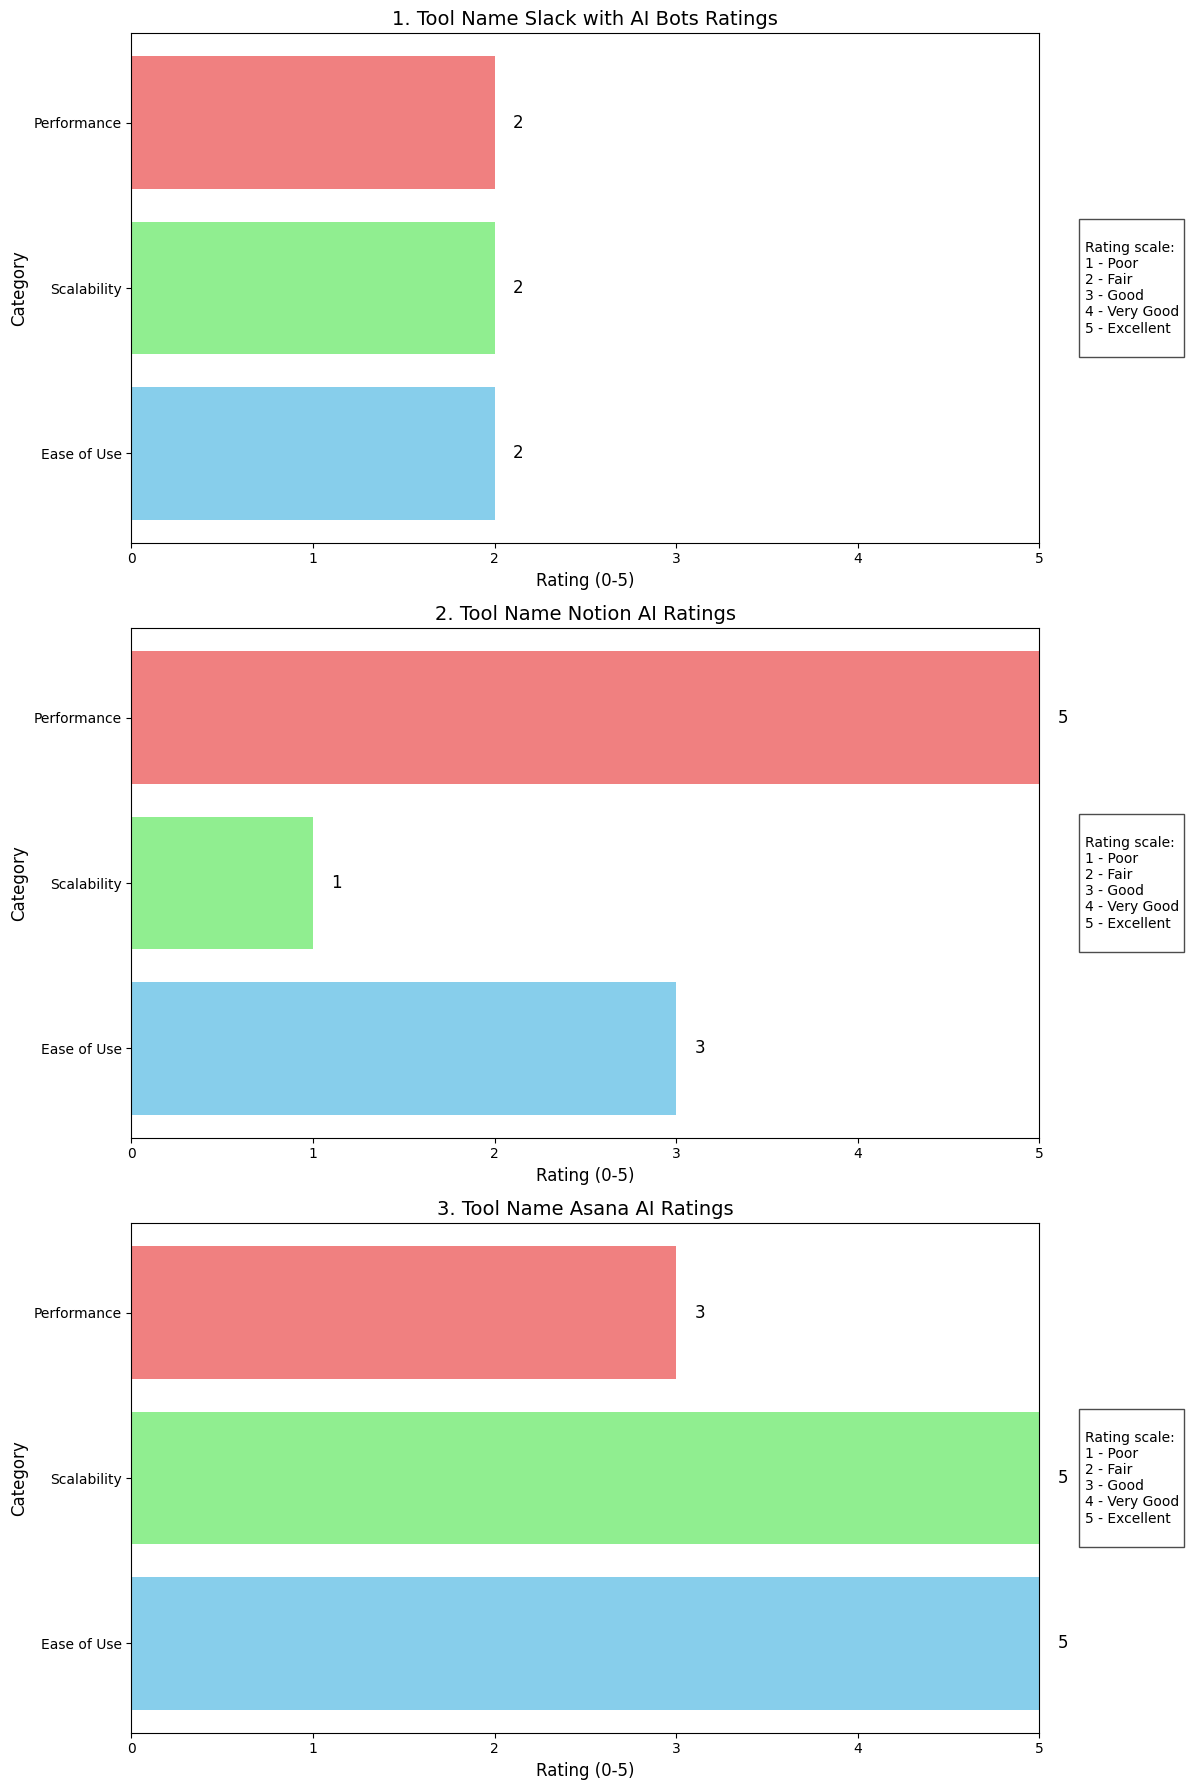 1. Tool Name Slack with AI Bots Ratings
Category
Performance
2
Scalability
2
Ease of Use
2
0 1 2 3 4 5
Rating (0-5)
Rating scale:
1 - Poor
2 - Fair
3 - Good
4 - Very Good
5 - Excellent
2. Tool Name Notion AI Ratings
Category
Performance
5
Scalability
1
Ease of Use
3
0 1 2 3 4 5
Rating (0-5)
Rating scale:
1 - Poor
2 - Fair
3 - Good
4 - Very Good
5 - Excellent
3. Tool Name Asana AI Ratings
Category
Performance
3
Scalability
5
Ease of Use
5
0 1 2 3 4 5
Rating (0-5)
Rating scale:
1 - Poor
2 - Fair
3 - Good
4 - Very Good
5 - Excellent